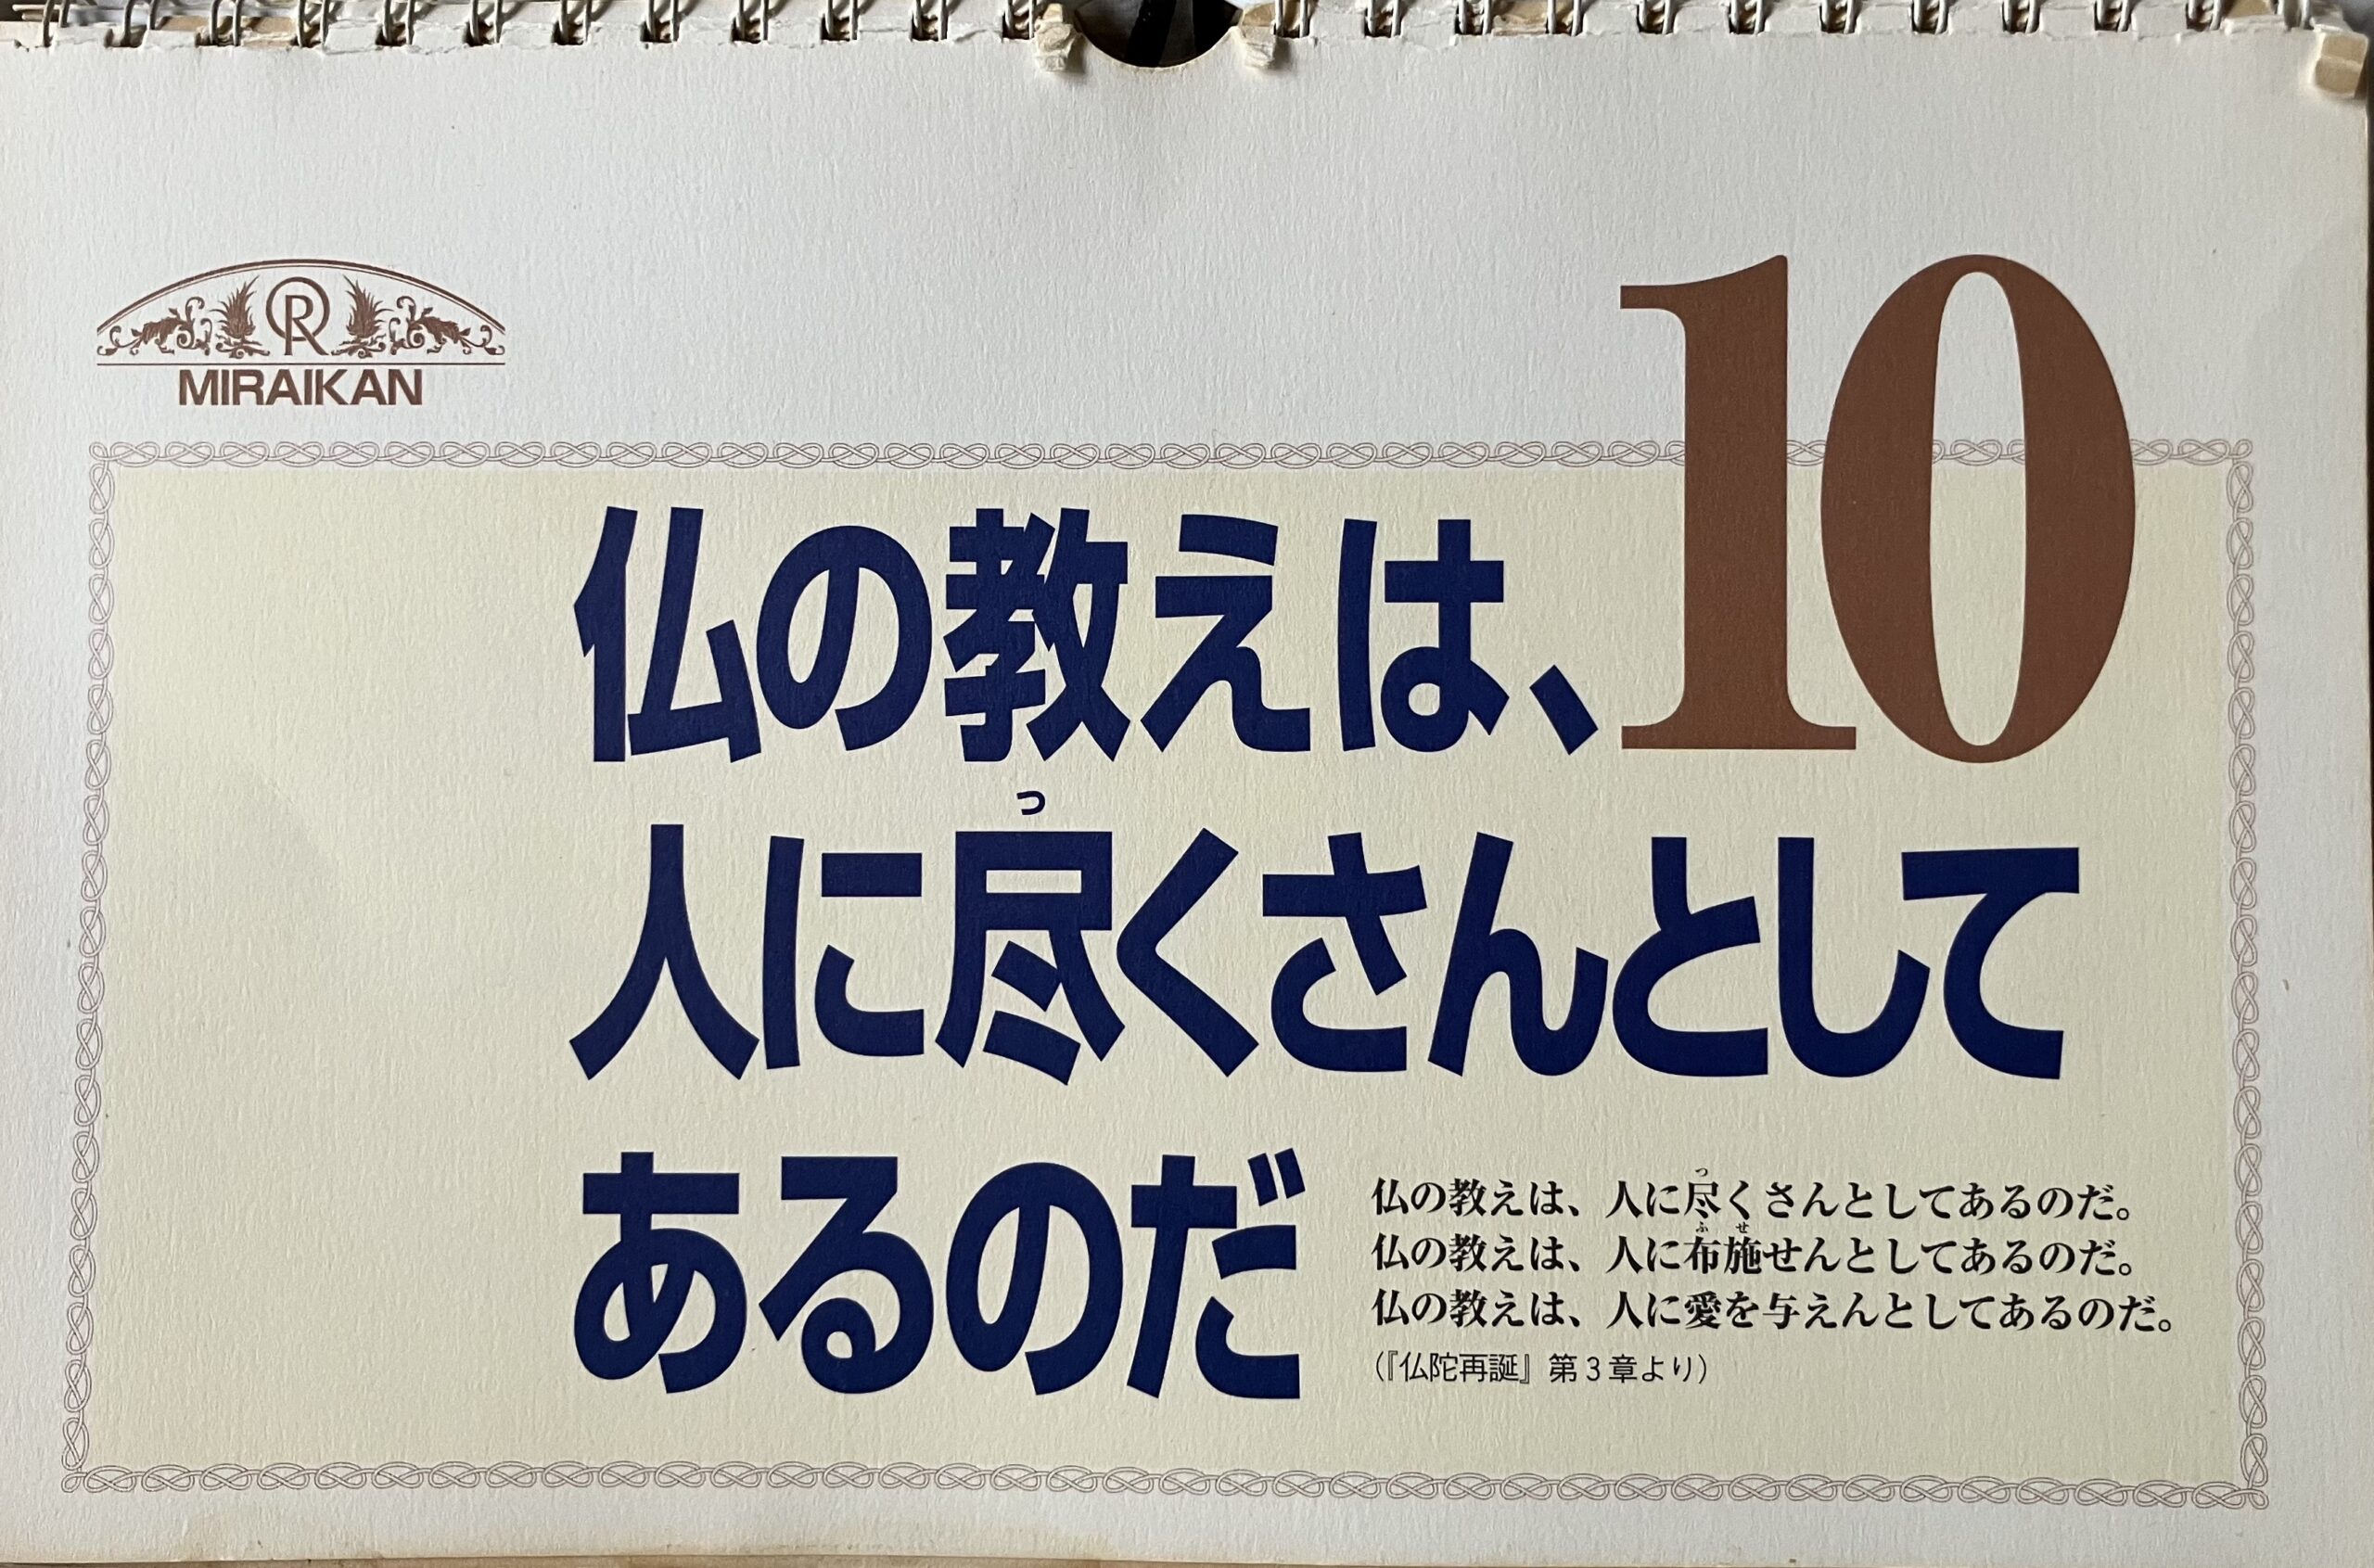 MIRAIKAN
10
仏の教えは、
人に尽くさんとして
あるのだ
仏の教えは、人に尽くさんとしてあるのだ。
仏の教えは、人に布施せんとしてあるのだ。
仏の教えは、人に愛を与えんとしてあるのだ。
(『仏陀再誕』第3章より)